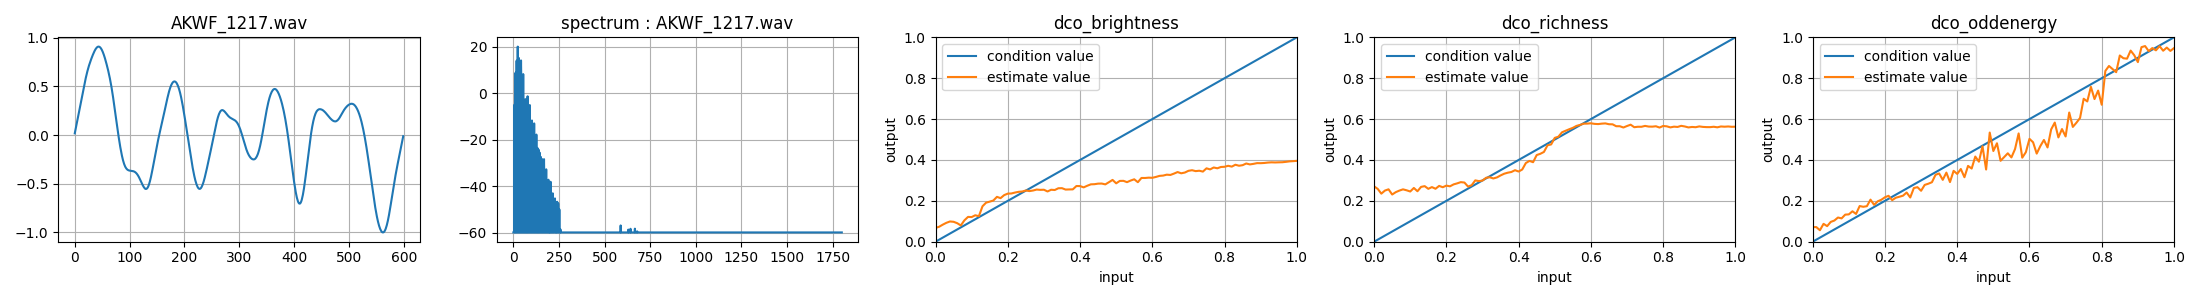 AKWF_1217.wav
1.0
0.5
0.0
−0.5
−1.0
0 100 200 300 400 500 600
spectrum : AKWF_1217.wav
20
0
−20
−40
−60
0 250 500 750 1000 1250 1500 1750
dco_brightness
condition value
estimate value
output
1.0
0.8
0.6
0.4
0.2
0.0
0.0 0.2 0.4 0.6 0.8 1.0
input
dco_richness
condition value
estimate value
output
1.0
0.8
0.6
0.4
0.2
0.0
0.0 0.2 0.4 0.6 0.8 1.0
input
dco_oddenergy
condition value
estimate value
output
1.0
0.8
0.6
0.4
0.2
0.0
0.0 0.2 0.4 0.6 0.8 1.0
input